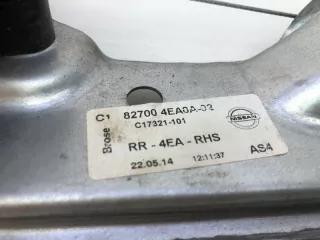 C1 82700 4EA0A-02
C17321-101
Brose
NISSAN
RR - 4EA - RHS
22.05.14 12:11:37 AS4